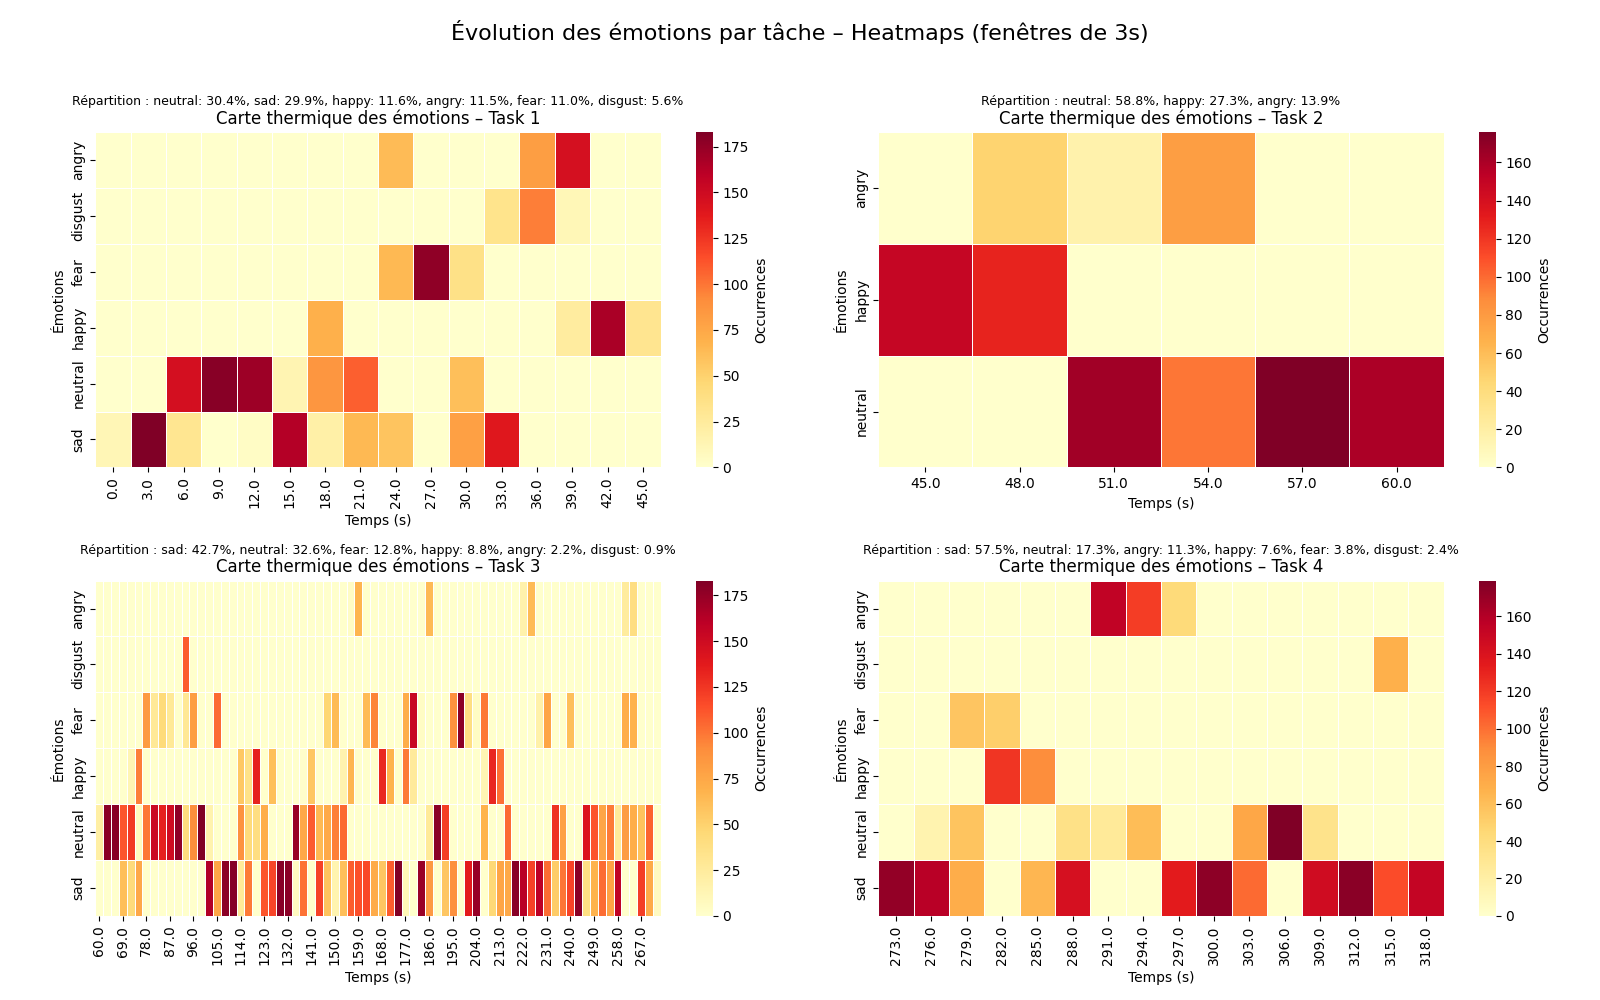 Évolution des émotions par tâche – Heatmaps (fenêtres de 3s)
Répartition : neutral: 30.4%, sad: 29.9%, happy: 11.6%, angry: 11.5%, fear: 11.0%, disgust: 5.6%
Carte thermique des émotions – Task 1
Émotions
angry
disgust
fear
happy
neutral
sad
0.0 3.0 6.0 9.0 12.0 15.0 18.0 21.0 24.0 27.0 30.0 33.0 36.0 39.0 42.0 45.0
Temps (s)
175
150
125
100
75
50
25
0
Occurrences
Répartition : neutral: 58.8%, happy: 27.3%, angry: 13.9%
Carte thermique des émotions – Task 2
Émotions
angry
happy
neutral
45.0 48.0 51.0 54.0 57.0 60.0
Temps (s)
160
140
120
100
80
60
40
20
0
Occurrences
Répartition : sad: 42.7%, neutral: 32.6%, fear: 12.8%, happy: 8.8%, angry: 2.2%, disgust: 0.9%
Carte thermique des émotions – Task 3
Émotions
angry
disgust
fear
happy
neutral
sad
60.0 69.0 78.0 87.0 96.0 105.0 114.0 123.0 132.0 141.0 150.0 159.0 168.0 177.0 186.0 195.0 204.0 213.0 222.0 231.0 240.0 249.0 258.0 267.0
Temps (s)
175
150
125
100
75
50
25
0
Occurrences
Répartition : sad: 57.5%, neutral: 17.3%, angry: 11.3%, happy: 7.6%, fear: 3.8%, disgust: 2.4%
Carte thermique des émotions – Task 4
Émotions
angry
disgust
fear
happy
neutral
sad
273.0 276.0 279.0 282.0 285.0 288.0 291.0 294.0 297.0 300.0 303.0 306.0 309.0 312.0 315.0 318.0
Temps (s)
160
140
120
100
80
60
40
20
0
Occurrences